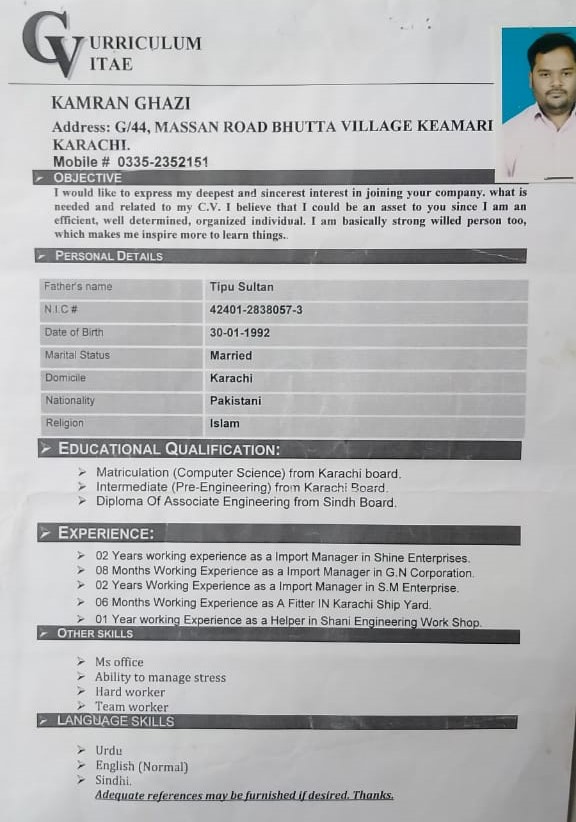 CURRICULUM
VITAE
KAMRAN GHAZI
Address: G/44, MASSAN ROAD BHUTTA VILLAGE KEAMARI
KARACHI.
Mobile # 0335-2352151
OBJECTIVE
I would like to express my deepest and sincerest interest in joining your company. what is
needed and related to my C.V. I believe that I could be an asset to you since I am an
efficient, well determined, organized individual. I am basically strong willed person too,
which makes me inspire more to learn things..
PERSONAL DETAILS
Father's name Tipu Sultan
N.I.C # 42401-2838057-3
Date of Birth 30-01-1992
Marital Status Married
Domicile Karachi
Nationality Pakistani
Religion Islam
EDUCATIONAL QUALIFICATION:
Matriculation (Computer Science) from Karachi board.
Intermediate (Pre-Engineering) from Karachi Board.
Diploma Of Associate Engineering from Sindh Board.
EXPERIENCE:
02 Years working experience as a Import Manager in Shine Enterprises.
08 Months Working Experience as a Import Manager in G.N Corporation.
02 Years Working Experience as a Import Manager in S.M Enterprise.
06 Months Working Experience as A Fitter IN Karachi Ship Yard.
01 Year working Experience as a Helper in Shani Engineering Work Shop.
OTHER SKILLS
Ms office
Ability to manage stress
Hard worker
Team worker
LANGUAGE SKILLS
Urdu
English (Normal)
Sindhi.
Adequate references may be furnished if desired. Thanks.